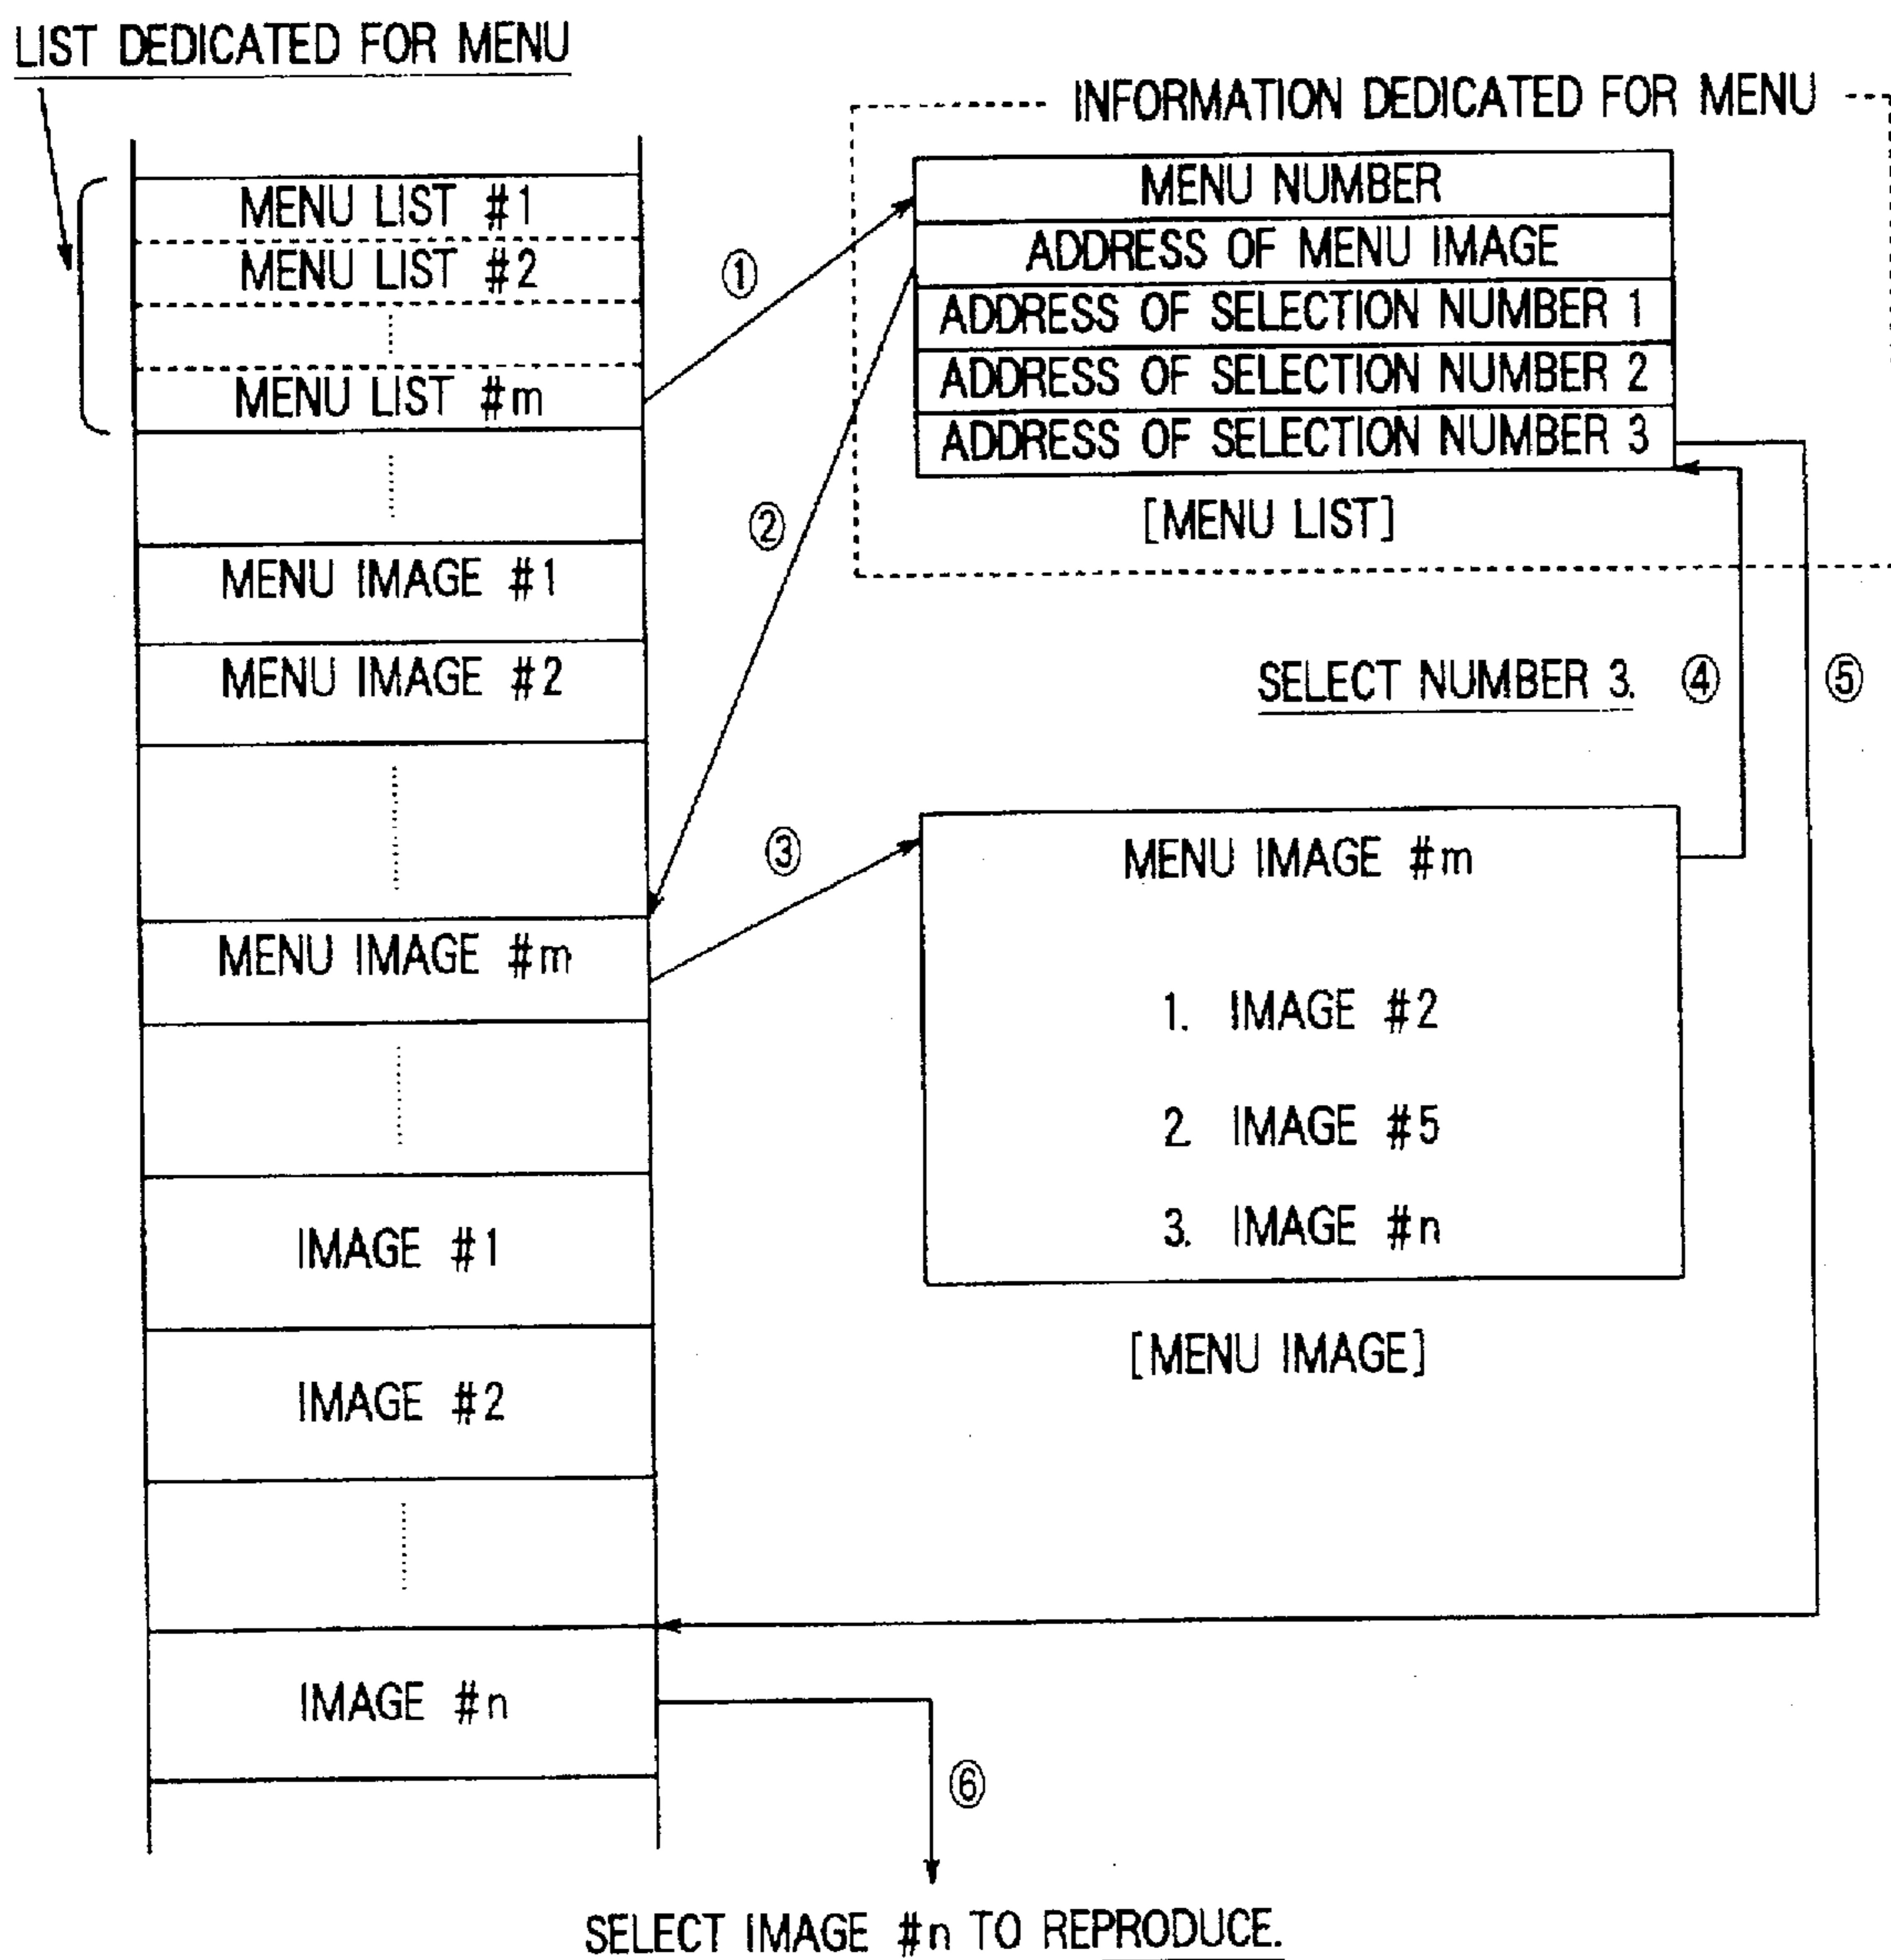 LIST DEDICATED FOR MENU
MENU LIST #1
MENU LIST #2
MENU LIST #m
MENU IMAGE #1
MENU IMAGE #2
MENU IMAGE #m
IMAGE #1
IMAGE #2
IMAGE #n
①
②
③
INFORMATION DEDICATED FOR MENU
MENU NUMBER
ADDRESS OF MENU IMAGE
ADDRESS OF SELECTION NUMBER 1
ADDRESS OF SELECTION NUMBER 2
ADDRESS OF SELECTION NUMBER 3
[MENU LIST]
SELECT NUMBER 3.
④
⑤
MENU IMAGE #m
1. IMAGE #2
2. IMAGE #5
3. IMAGE #n
[MENU IMAGE]
⑥
SELECT IMAGE #n TO REPRODUCE.